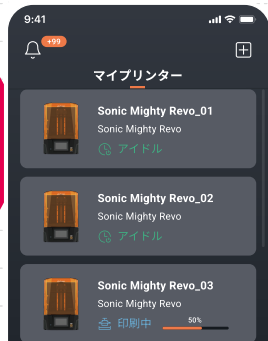 9:41
+99
マイプリンター
Sonic Mighty Revo_01
Sonic Mighty Revo
アイドル
Sonic Mighty Revo_02
Sonic Mighty Revo
アイドル
Sonic Mighty Revo_03
Sonic Mighty Revo
印刷中 50%